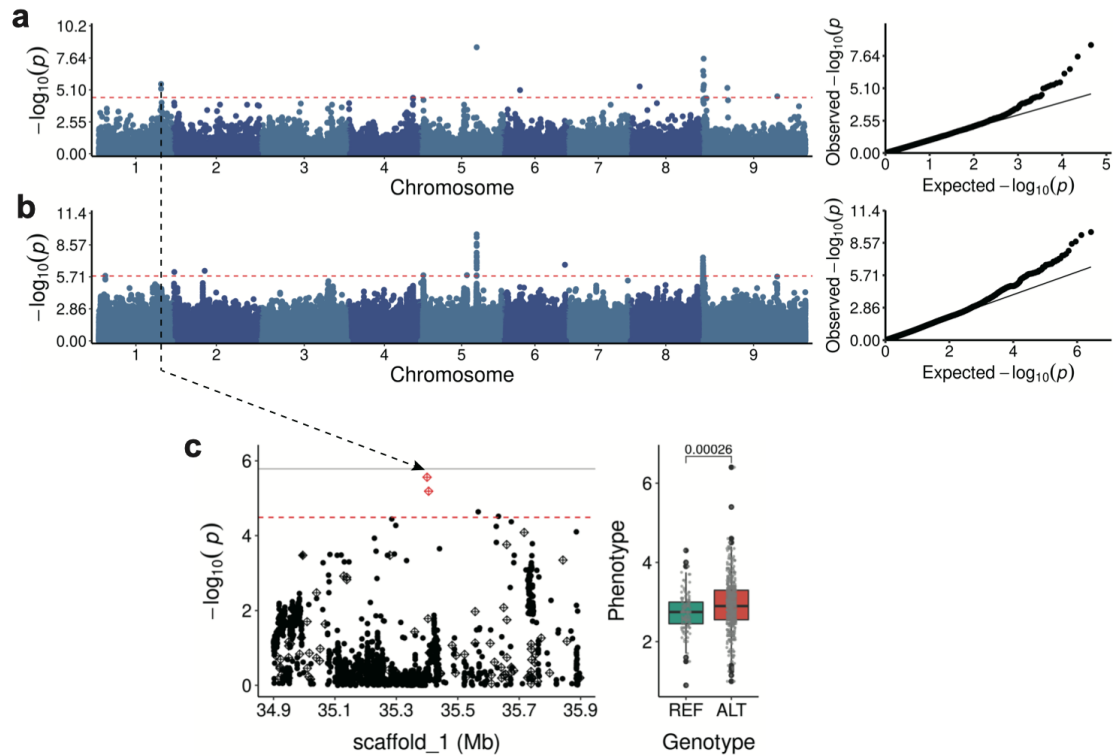 a
10.2
7.64
5.10
2.55
0.00
−log10(p)
1 2 3 4 5 6 7 8 9
Chromosome
7.64
5.10
2.55
0.00
Observed −log10(p
0 1 2 3 4 5
Expected −log10(p)
b
11.4
8.57
5.71
2.86
0.00
−log10(p)
1 2 3 4 5 6 7 8 9
Chromosome
11.4
8.57
5.71
2.86
0.00
Observed −log10(p)
0 2 4 6
Expected −log10(p)
c
6
4
2
0
−log10(p)
34.9 35.1 35.3 35.5 35.7 35.9
scaffold_1 (Mb)
0.00026
6
4
2
Phenotype
REF ALT
Genotype